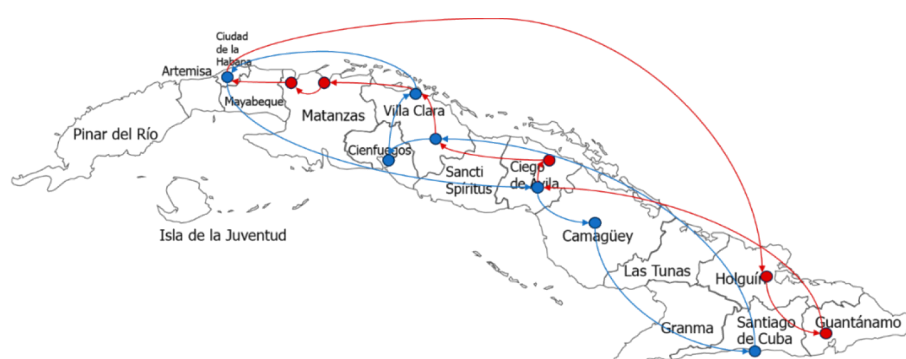 Ciudad
de la
Habana
Artemisa
Mayabeque
Pinar del Río
Matanzas
Villa Clara
Cienfuegos
Sancti
Spíritus
Ciego
de Ávila
Isla de la Juventud
Camagüey
Las Tunas
Holguín
Granma
Santiago
de Cuba
Guantánamo